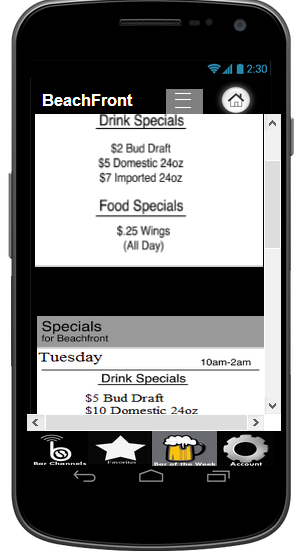 2:30
BeachFront
Drink Specials
$2 Bud Draft
$5 Domestic 24oz
$7 Imported 24oz
Food Specials
$.25 Wings
(All Day)
Specials
for Beachfront
Tuesday
10am-2am
Drink Specials
$5 Bud Draft
$10 Domestic 24oz
Bar Channels Favorites Bar of the Week Account